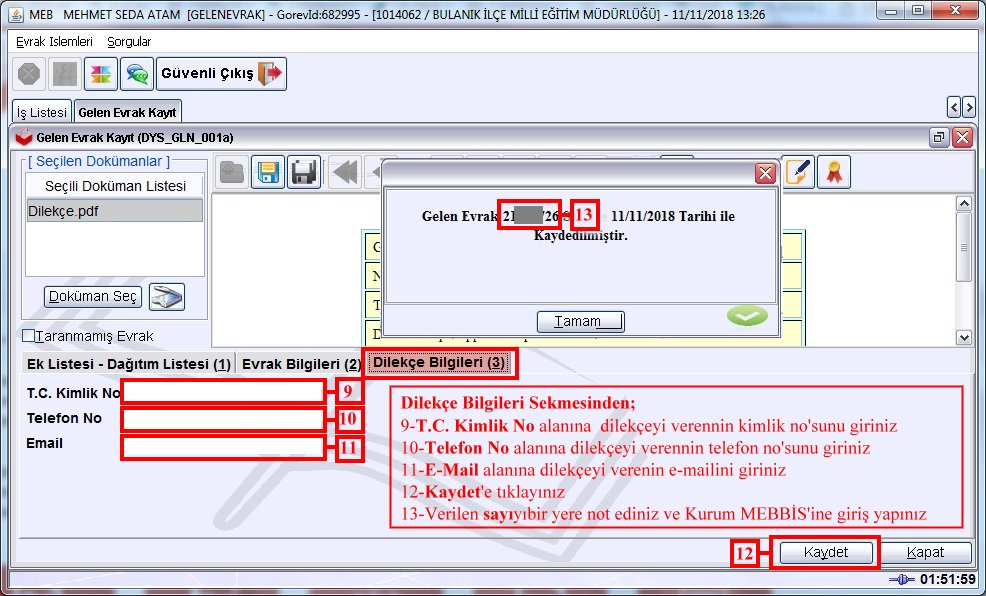 MEB MEHMET SEDA ATAM [GELENEVRAK] - GorevId:682995 - [1014062 / BULANIK İLÇE MİLLİ EĞİTİM MÜDÜRLÜĞÜ] - 11/11/2018 13:26
Evrak Islemleri Sorgular
Güvenli Çıkış
İş Listesi Gelen Evrak Kayıt
Gelen Evrak Kayıt (DYS_GLN_001a)
[ Seçilen Dokümanlar ]
Seçili Doküman Listesi
Dilekçe.pdf
Doküman Seç
Taranmamış Evrak
G
N
T
D
Gelen Evrak 21 /26 S 13 e 11/11/2018 Tarihi ile
Kaydedilmiştir.
Tamam
Ek Listesi - Dağıtım Listesi (1) Evrak Bilgileri (2) Dilekçe Bilgileri (3)
T.C. Kimlik No 9
Telefon No 10
Email 11
Dilekçe Bilgileri Sekmesinden;
9-T.C. Kimlik No alanına dilekçeyi verennin kimlik no'sunu giriniz
10-Telefon No alanına dilekçeyi verennin telefon no'sunu giriniz
11-E-Mail alanına dilekçeyi verenin e-mailini giriniz
12-Kaydet'e tıklayınız
13-Verilen sayıyıbir yere not ediniz ve Kurum MEBBİS'ine giriş yapınız
12 Kaydet Kapat
01:51:59